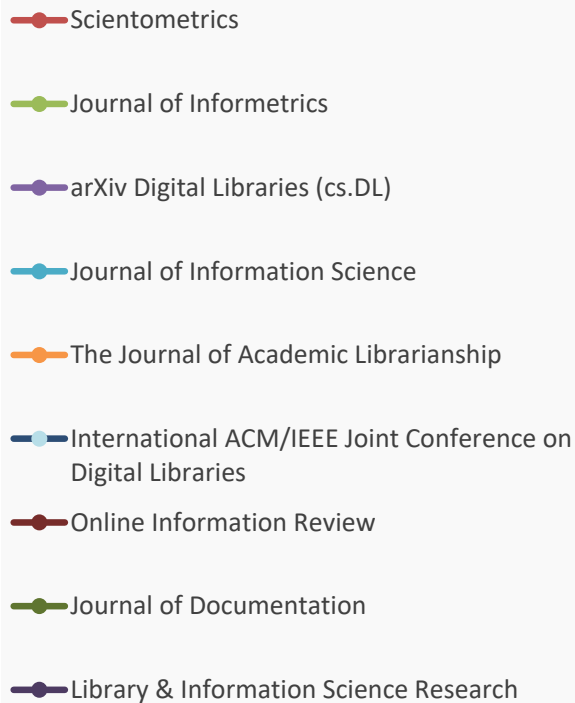 Scientometrics
Journal of Informetrics
arXiv Digital Libraries (cs.DL)
Journal of Information Science
The Journal of Academic Librarianship
International ACM/IEEE Joint Conference on
Digital Libraries
Online Information Review
Journal of Documentation
Library & Information Science Research